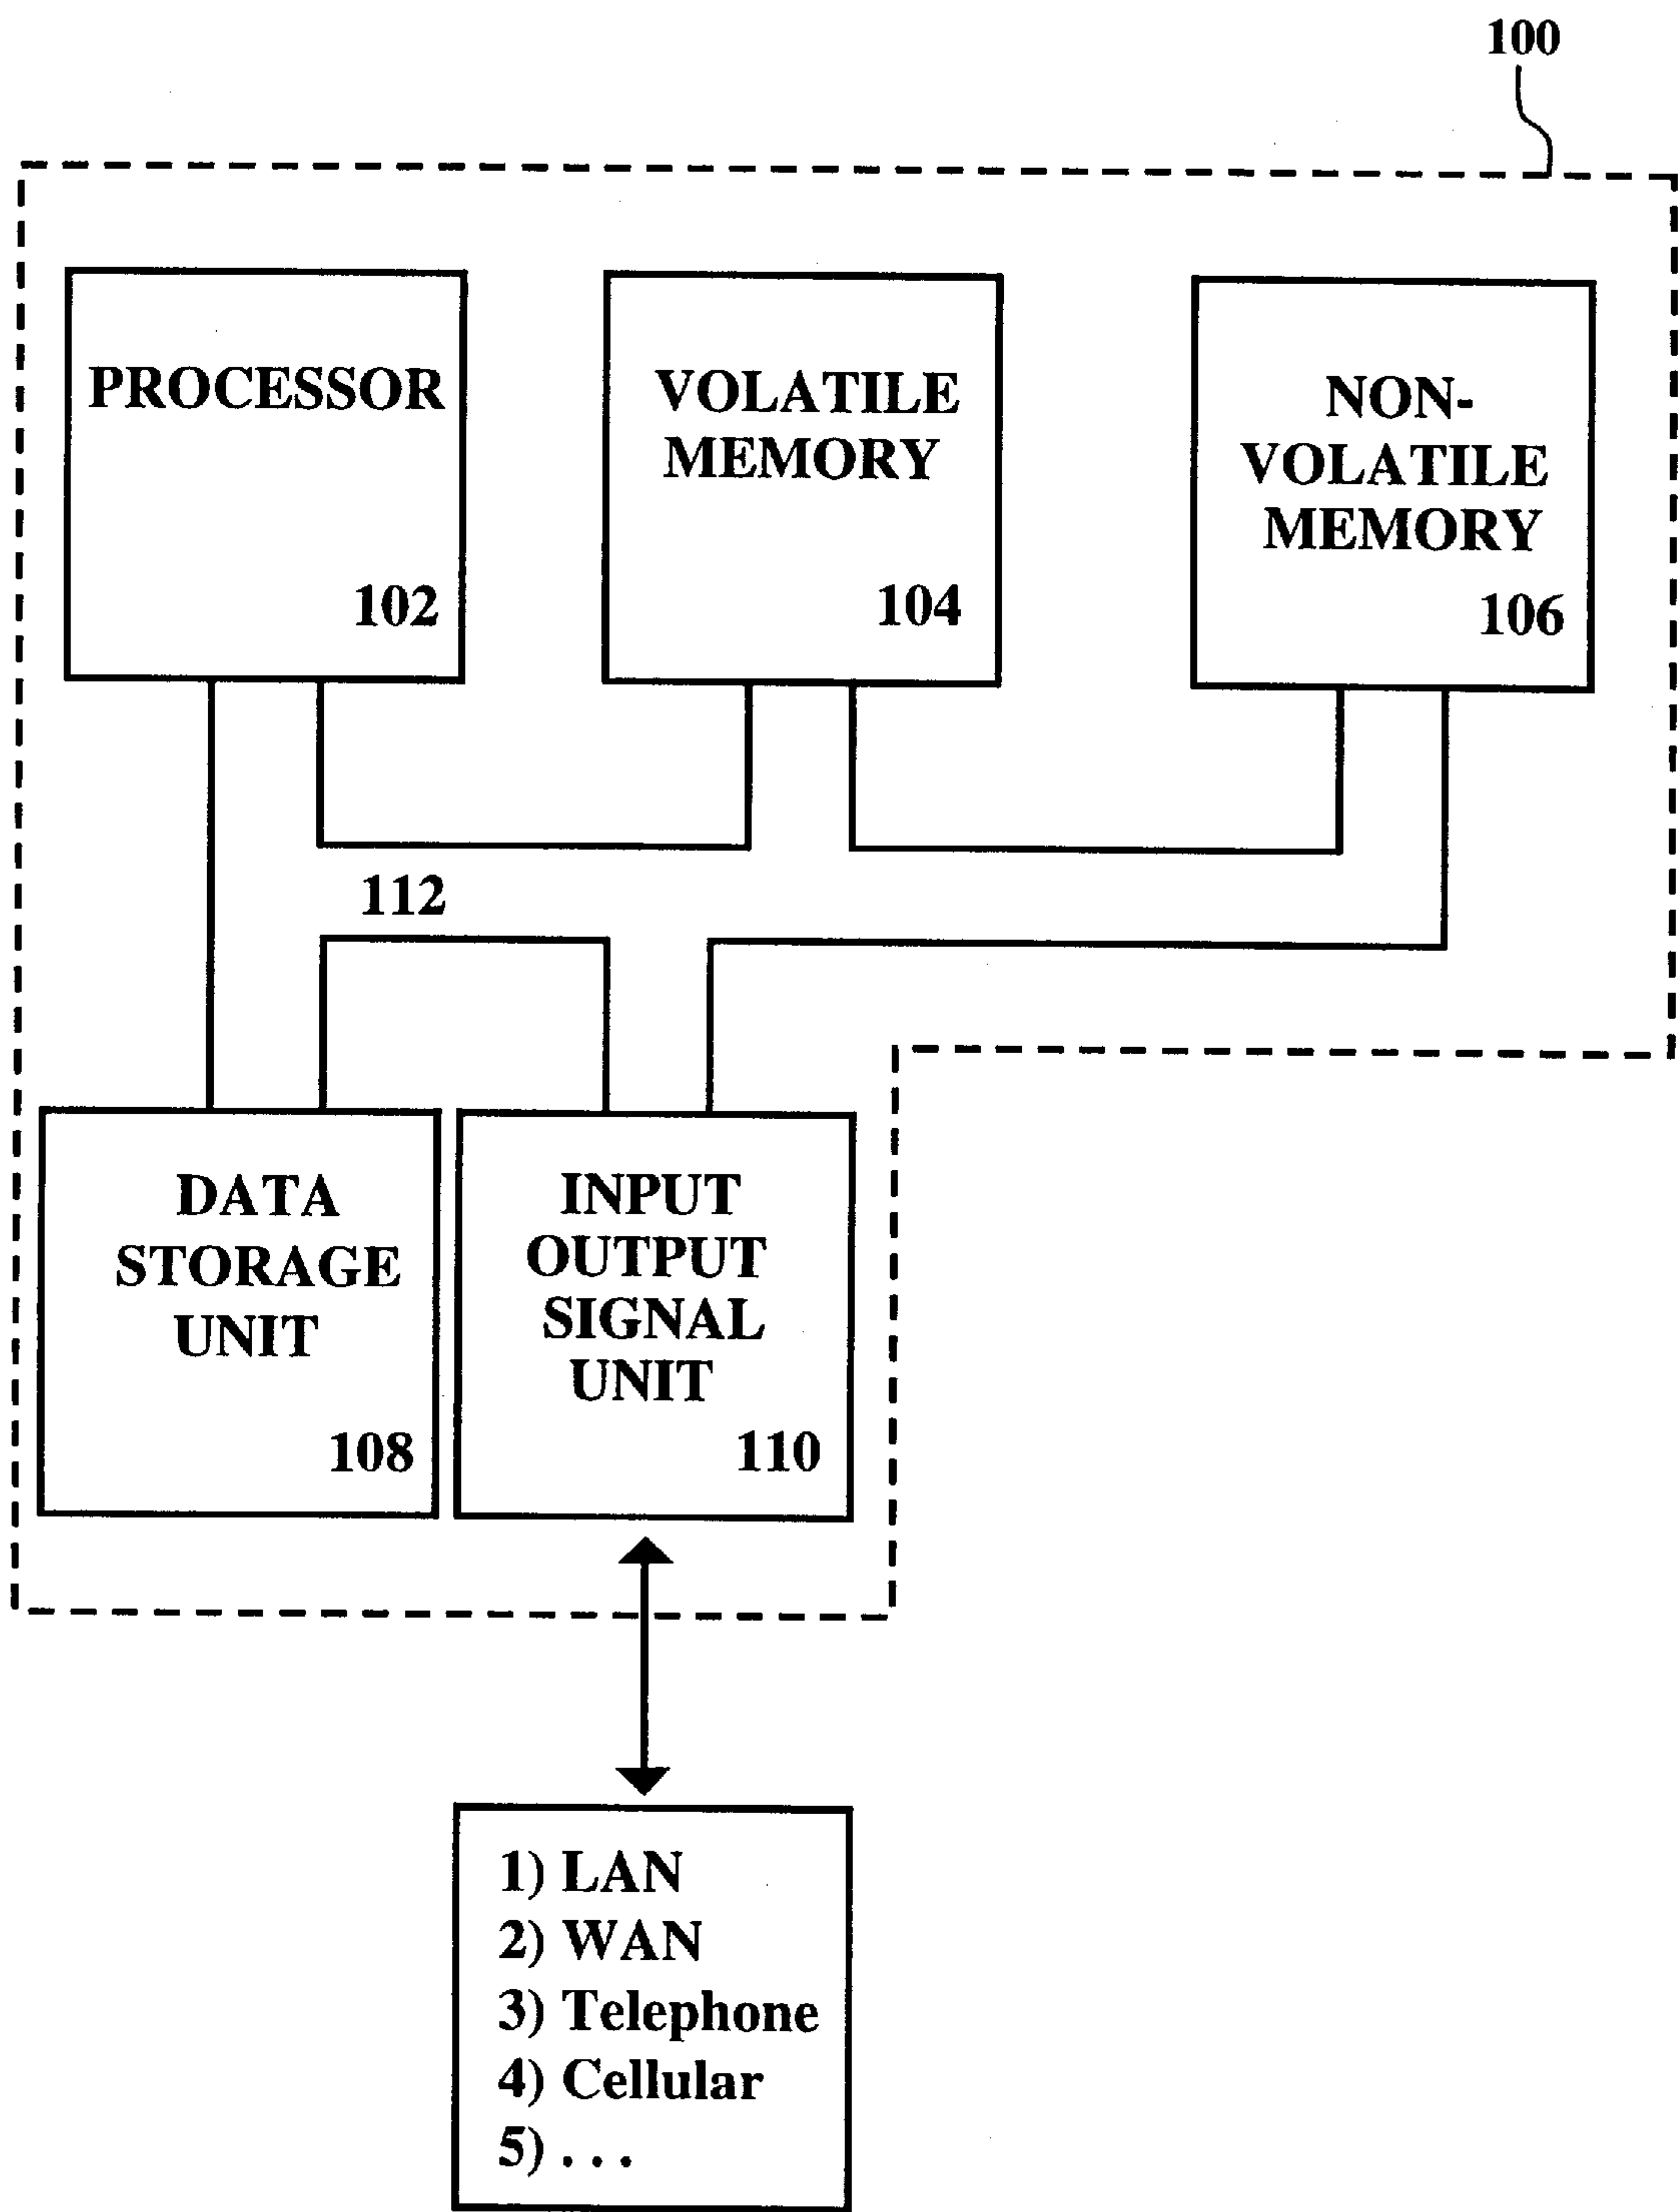 100
PROCESSOR
102
VOLATILE
MEMORY
104
NON-
VOLATILE
MEMORY
106
112
DATA
STORAGE
UNIT
108
INPUT
OUTPUT
SIGNAL
UNIT
110
1) LAN
2) WAN
3) Telephone
4) Cellular
5) . . .